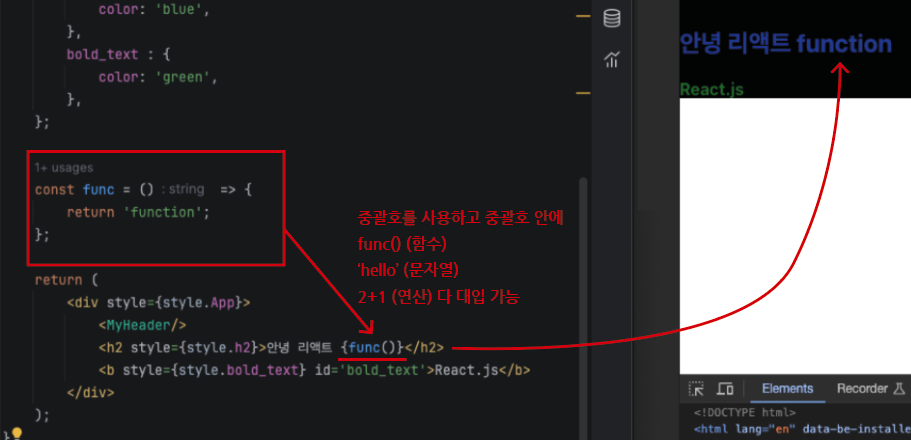 color: 'blue',
},
bold_text : {
color: 'green',
},
};
1+ usages
const func = () : string => {
return 'function';
};
return (
<div style={style.App}>
<MyHeader/>
<h2 style={style.h2}>안녕 리액트 {func()}</h2>
<b style={style.bold_text} id='bold_text'>React.js</b>
</div>
);
}
중괄호를 사용하고 중괄호 안에
func() (함수)
‘hello’ (문자열)
2+1 (연산) 다 대입 가능
안녕 리액트 function
React.js
Elements Recorder
<!DOCTYPE html>
<html lang="en" data-be-installe